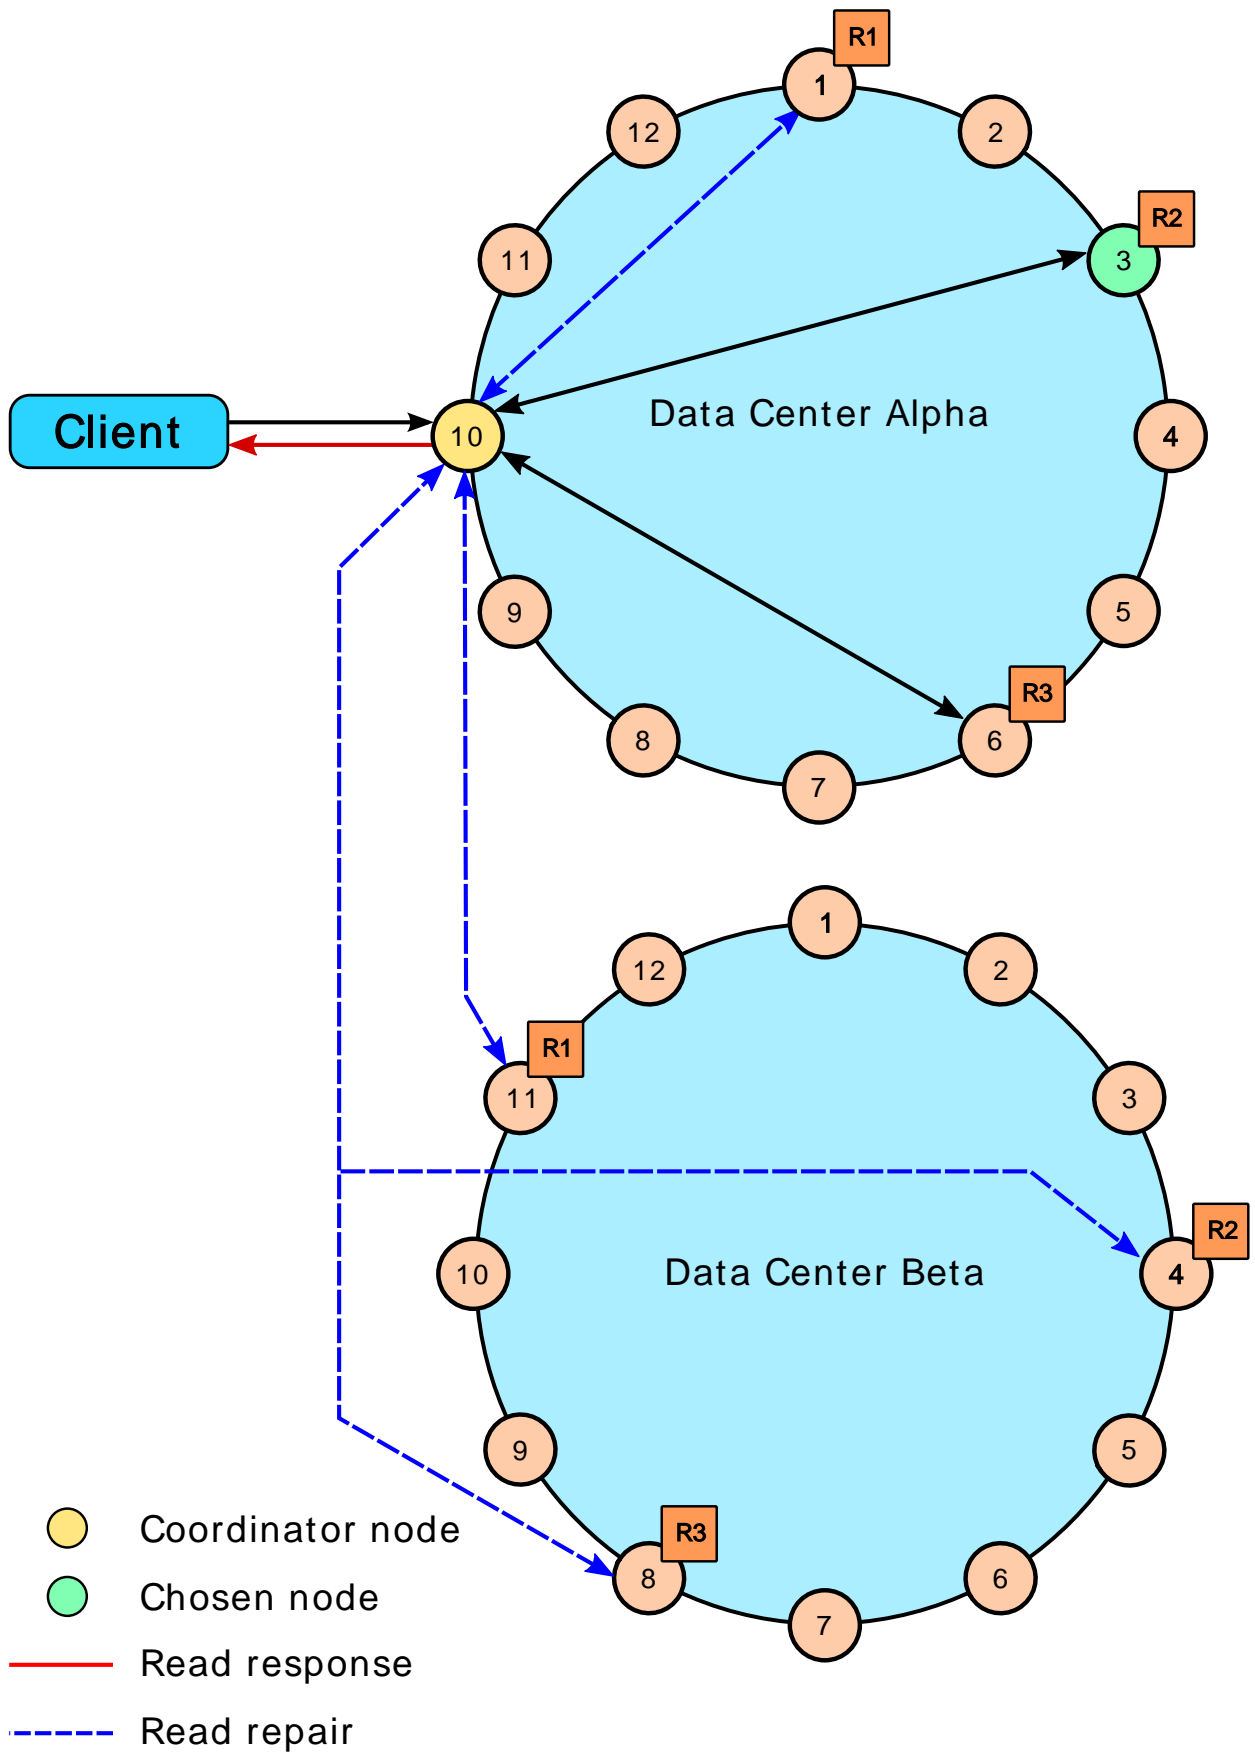 R1
1
12
2
R2
11
3
Client
10
Data Center Alpha
4
9
5
R3
8
6
7
1
12
2
R1
11
3
R2
10
Data Center Beta
4
9
5
R3
8
6
7
Coordinator node
Chosen node
Read response
Read repair